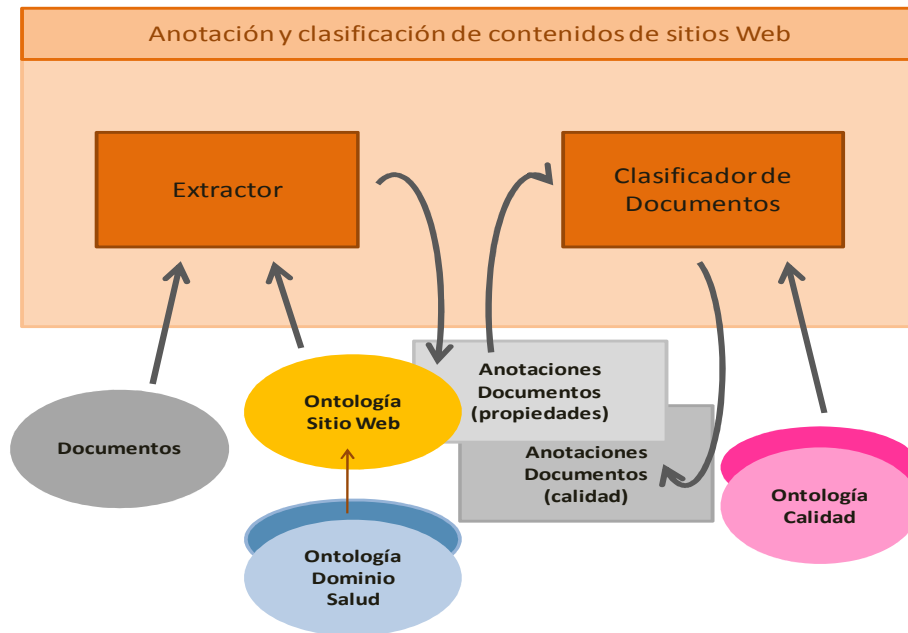 Anotación y clasificación de contenidos de sitios Web
Extractor
Clasificador de
Documentos
Anotaciones
Documentos
(propiedades)
Ontología
Sitio Web
Documentos
Anotaciones
Documentos
(calidad)
Ontología
Calidad
Ontología
Dominio
Salud